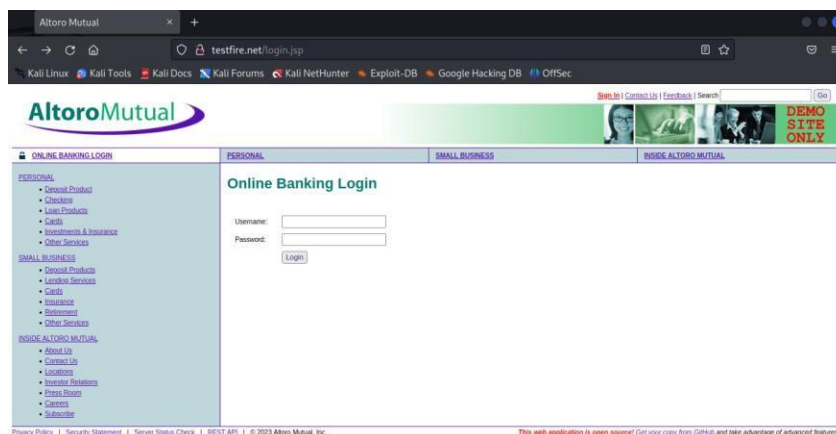 Altoro Mutual
testfire.net/login.jsp
Kali Linux Kali Tools Kali Docs Kali Forums Kali NetHunter Exploit-DB Google Hacking DB OffSec
Sign In | Contact Us | Feedback | Search Go
AltoroMutual
DEMO
SITE
ONLY
ONLINE BANKING LOGIN PERSONAL SMALL BUSINESS INSIDE ALTORO MUTUAL
PERSONAL
Deposit Product
Checking
Loan Products
Cards
Investments & Insurance
Other Services
SMALL BUSINESS
Deposit Products
Lending Services
Cards
Insurance
Retirement
Other Services
INSIDE ALTORO MUTUAL
About Us
Contact Us
Locations
Investor Relations
Press Room
Careers
Subscribe
Online Banking Login
Username:
Password:
Login
Privacy Policy | Security Statement | Server Status Check | REST API | © 2023 Altoro Mutual, Inc.
This web application is open source! Get your copy from GitHub and take advantage of advanced features